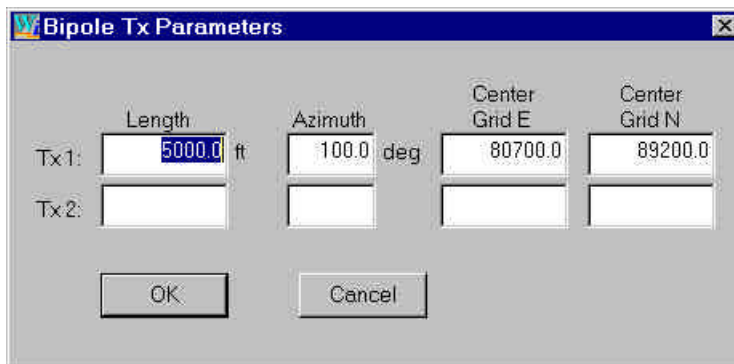 Bipole Tx Parameters
Length Azimuth Center Grid E Center Grid N
Tx 1: 5000.0 ft 100.0 deg 80700.0 89200.0
Tx 2:
OK Cancel